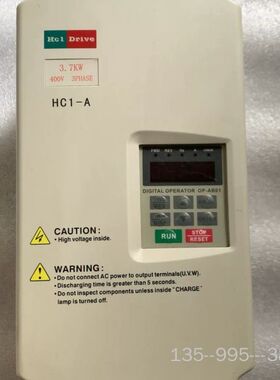 Hc1 Drive
3.7KW
400V 3PHASE
HC1-A
DIGITAL OPERATOR OP-AB01
RUN
STOP
RESET
CAUTION:
• High voltage inside.
WARNING:
• Do not connect AC power to output terminals(U.V.W).
• Discharging time is greater than 5 seconds.
• Do not inspect components unless inside "CHARGE"
lamp is turned off.
135--995--3